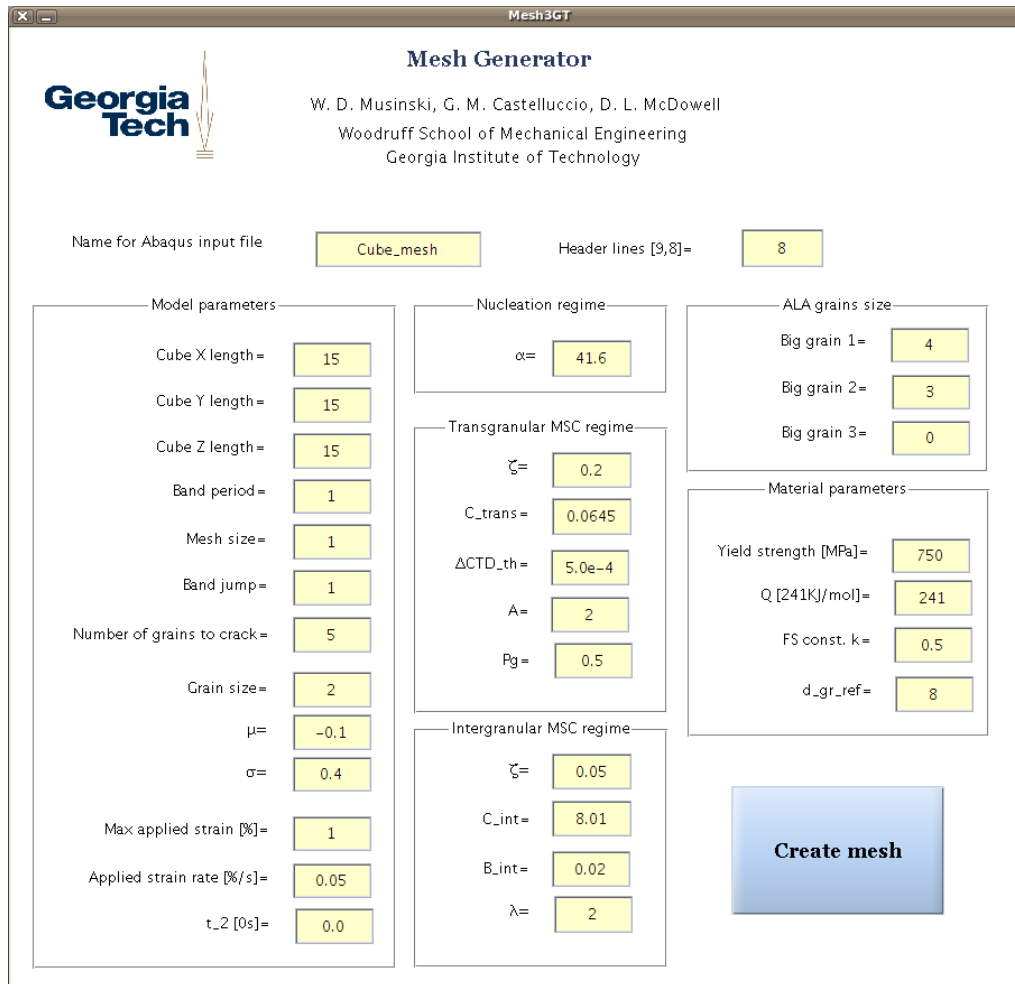 Mesh3GT
Georgia
Tech
Mesh Generator
W. D. Musinski, G. M. Castelluccio, D. L. McDowell
Woodruff School of Mechanical Engineering
Georgia Institute of Technology
Name for Abaqus input file
Cube_mesh
Header lines [9,8]=
8
Model parameters
Cube X length=
15
Cube Y length=
15
Cube Z length=
15
Band period=
1
Mesh size=
1
Band jump=
1
Number of grains to crack=
5
Grain size=
2
μ=
-0.1
σ=
0.4
Max applied strain [%]=
1
Applied strain rate [%/s]=
0.05
t_2 [0s]=
0.0
Nucleation regime
α=
41.6
Transgranular MSC regime
ζ=
0.2
C_trans=
0.0645
ΔCTD_th=
5.0e-4
A=
2
Pg=
0.5
Intergranular MSC regime
ζ=
0.05
C_int=
8.01
B_int=
0.02
λ=
2
ALA grains size
Big grain 1=
4
Big grain 2=
3
Big grain 3=
0
Material parameters
Yield strength [MPa]=
750
Q [241KJ/mol]=
241
FS const. k=
0.5
d_gr_ref=
8
Create mesh